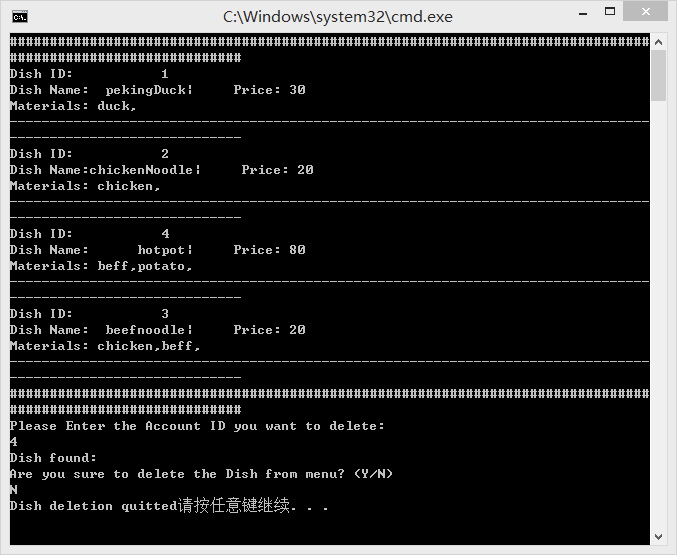 C:\Windows\system32\cmd.exe
################################################################################
#############################
Dish ID:           1
Dish Name:  pekingDuck|     Price: 30
Materials: duck,
--------------------------------------------------------------------------------
-----------------------------
Dish ID:           2
Dish Name:chickenNoodle|     Price: 20
Materials: chicken,
--------------------------------------------------------------------------------
-----------------------------
Dish ID:           4
Dish Name:      hotpot|     Price: 80
Materials: beff,potato,
--------------------------------------------------------------------------------
-----------------------------
Dish ID:           3
Dish Name:  beefnoodle|     Price: 20
Materials: chicken,beff,
--------------------------------------------------------------------------------
-----------------------------
################################################################################
#############################
Please Enter the Account ID you want to delete:
4
Dish found:
Are you sure to delete the Dish from menu? (Y/N)
N
Dish deletion quitted请按任意键继续. . .